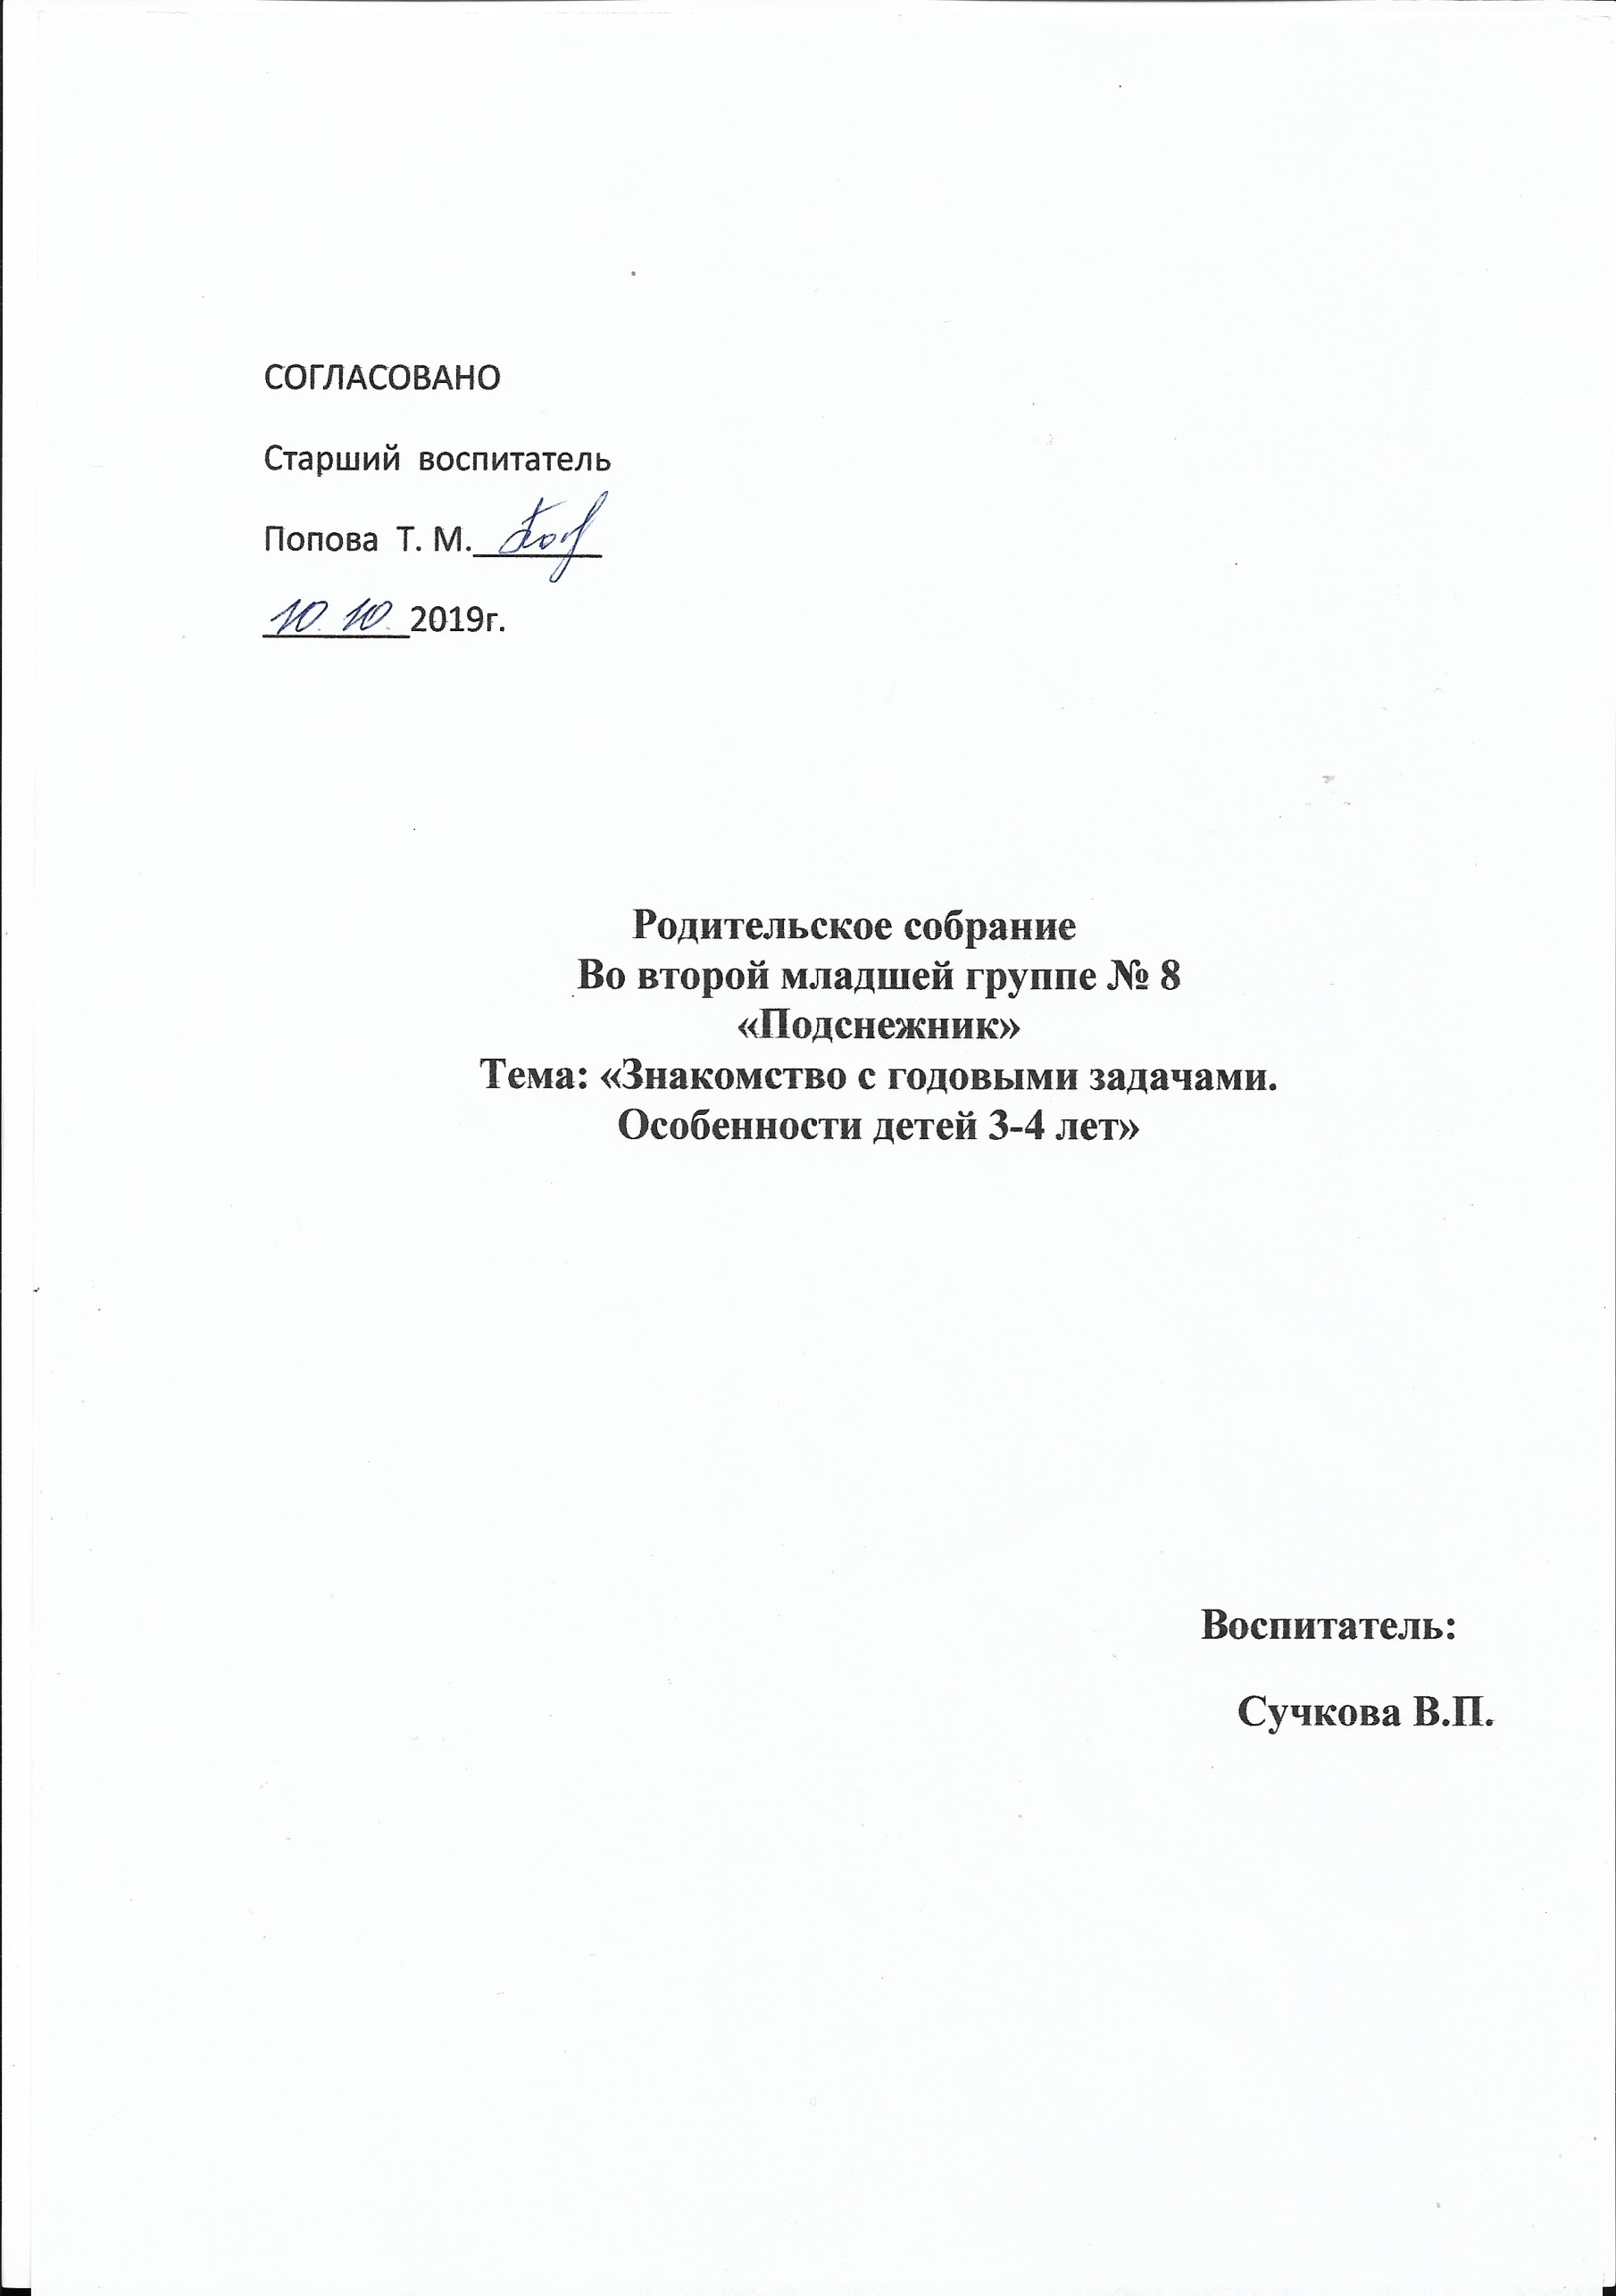 СОГЛАСОВАНО
Старший воспитатель
Попова Т. М.
10. 10. 2019г.
Родительское собрание
Во второй младшей группе № 8
«Подснежник»
Тема: «Знакомство с годовыми задачами.
Особенности детей 3-4 лет»
Воспитатель:
Сучкова В.П.